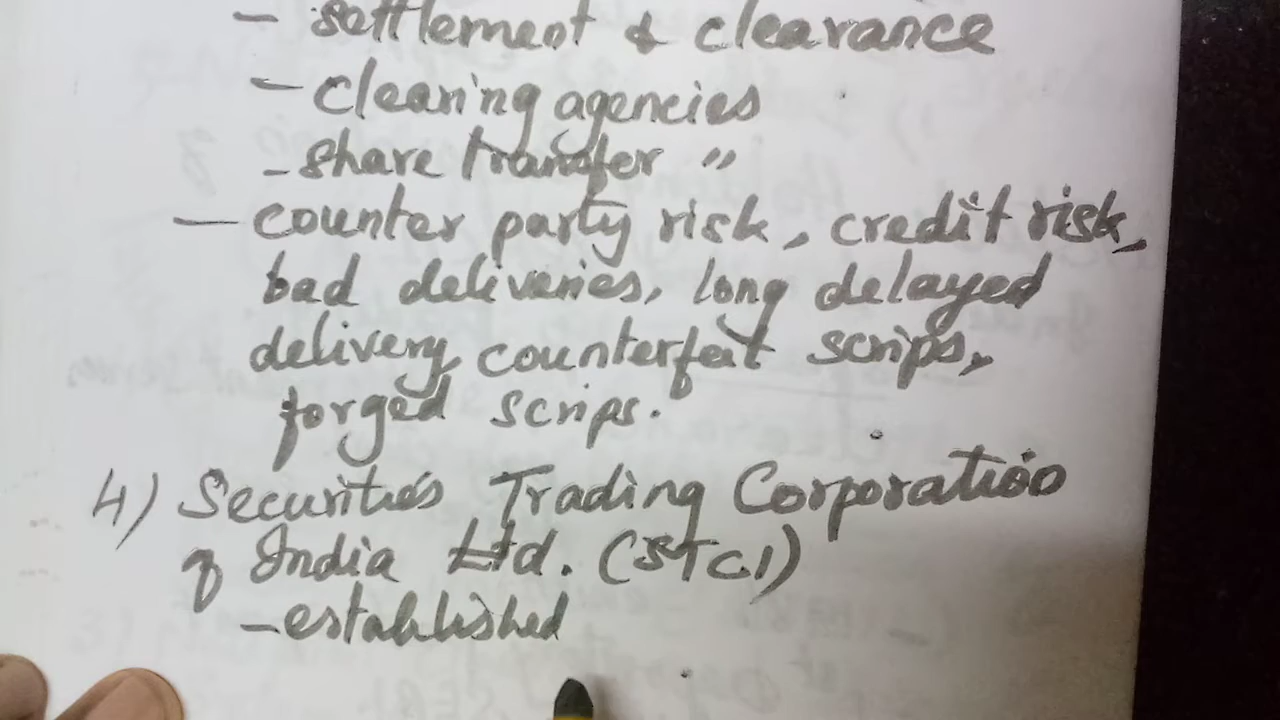 - settlement & clearance
- clearing agencies
- share transfer "
- counter party risk, credit risk,
bad deliveries, long delayed
delivery, counterfeit scrips,
forged scrips.
4) Securities Trading Corporation
of India Ltd. (STCI)
- established